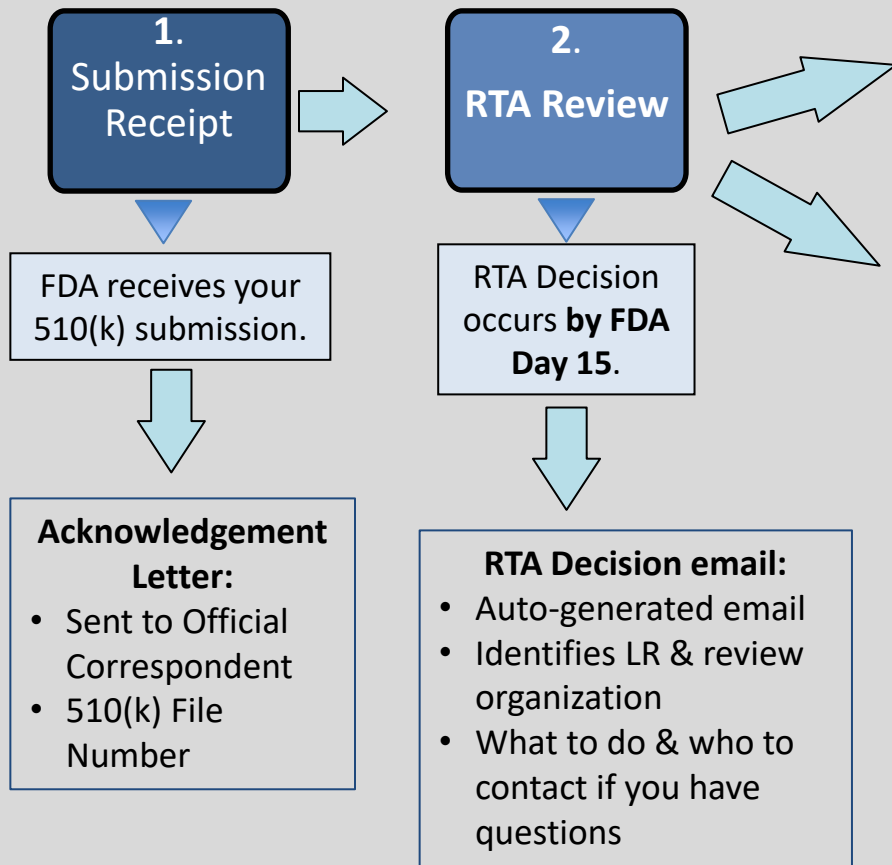 1.
Submission
Receipt
2.
RTA Review
FDA receives your
510(k) submission.
RTA Decision
occurs by FDA
Day 15.
Acknowledgement
Letter:
• Sent to Official
Correspondent
• 510(k) File
Number
RTA Decision email:
• Auto-generated email
• Identifies LR & review
organization
• What to do & who to
contact if you have
questions